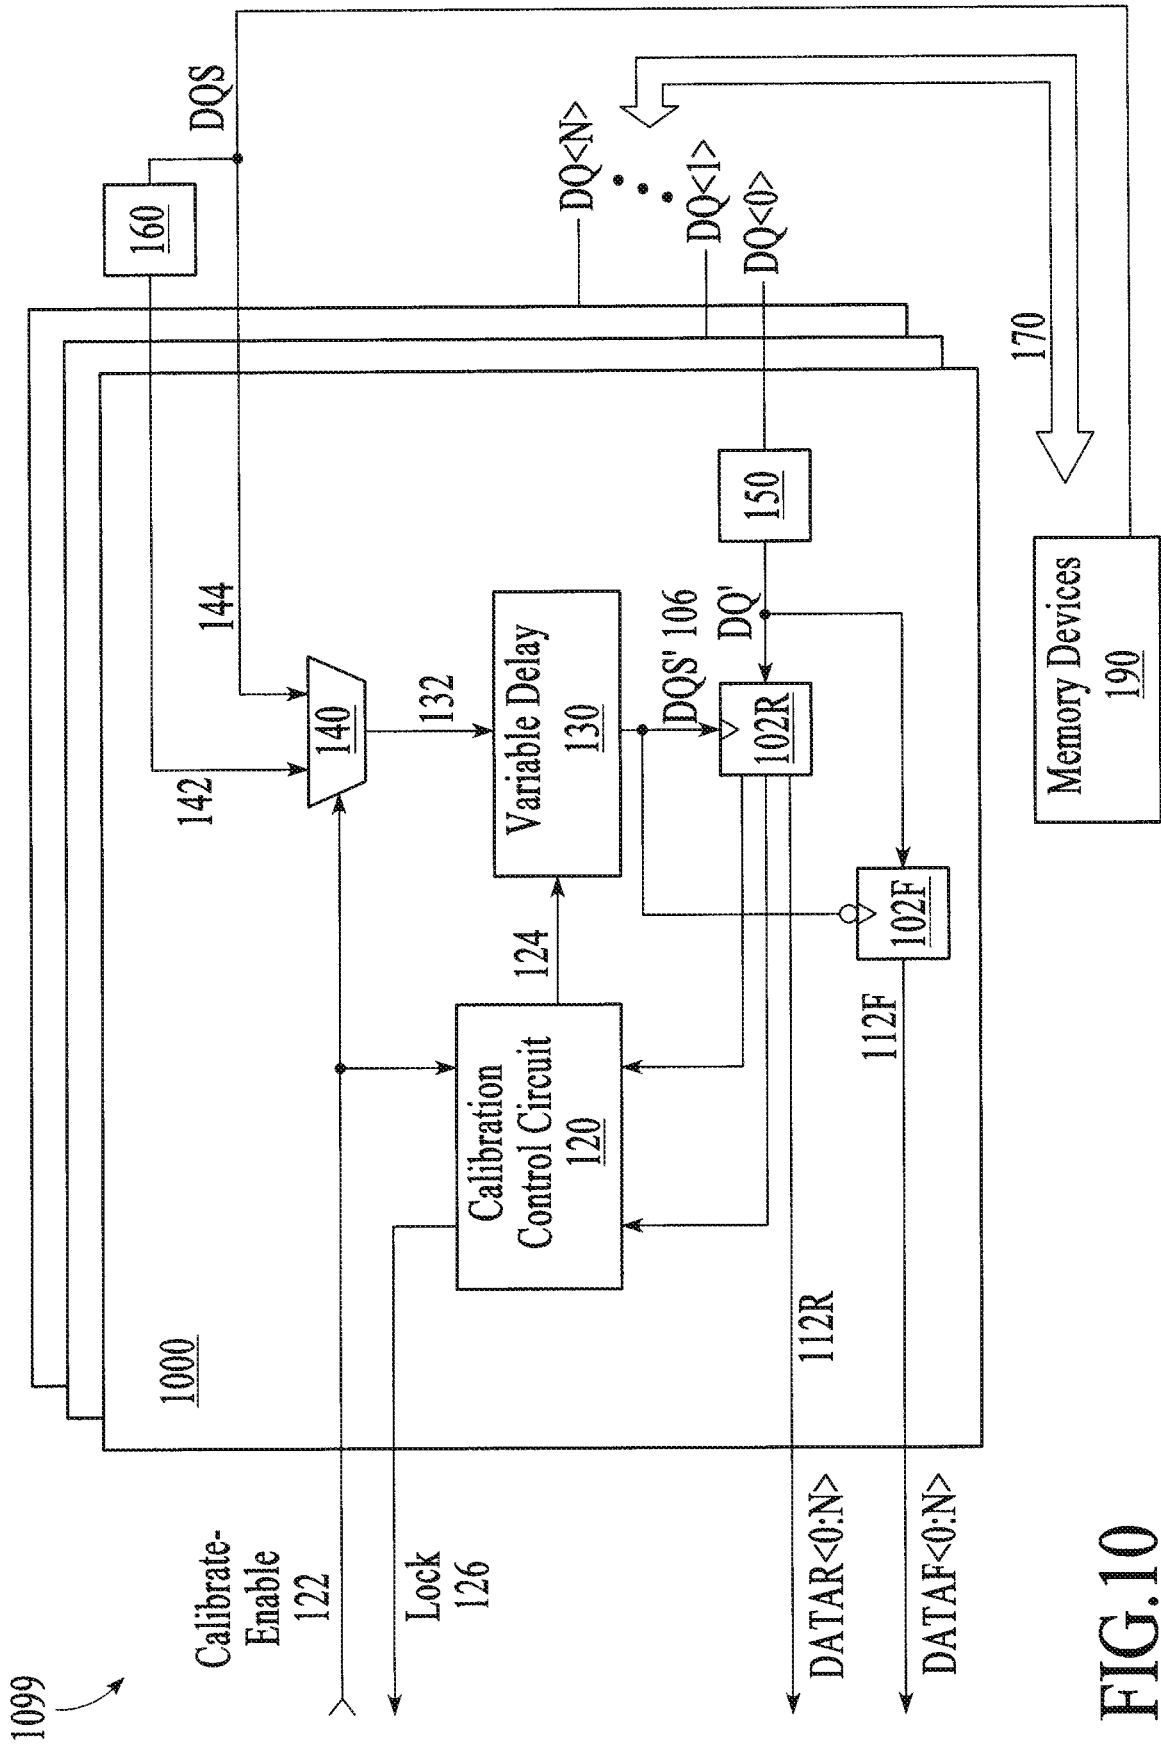 1099
Calibrate-
Enable
122
Lock
126
DATAR<0:N>
DATAF<0:N>
1000
142
144
160
DQS
140
132
Calibration
Control Circuit
120
124
Variable Delay
130
DQS' 106
DQ'
102R
150
112R
112F
102F
DQ<N>
DQ<1>
DQ<0>
170
Memory Devices
190
FIG.10